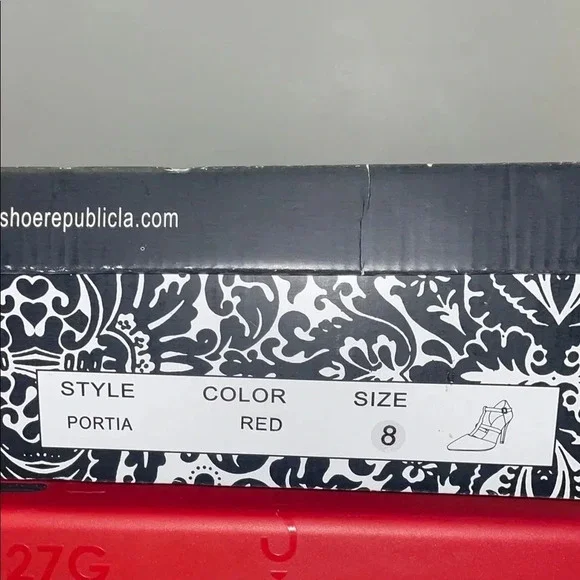 shoerepublicla.com
STYLE COLOR SIZE
PORTIA RED 8
27G